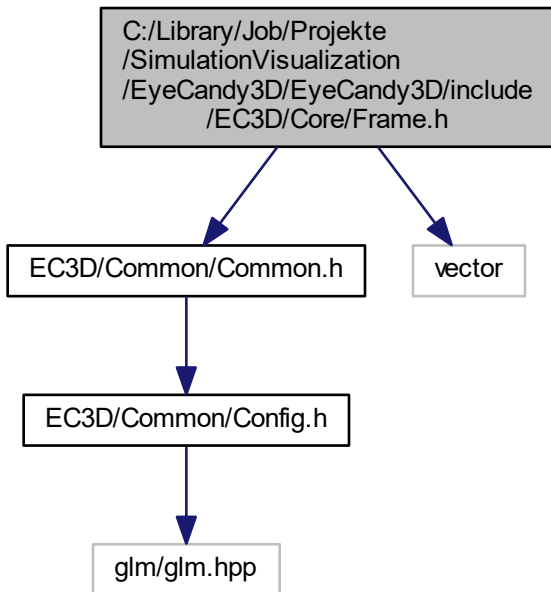 C:/Library/Job/Projekte
/SimulationVisualization
/EyeCandy3D/EyeCandy3D/include
/EC3D/Core/Frame.h
EC3D/Common/Common.h
vector
EC3D/Common/Config.h
glm/glm.hpp